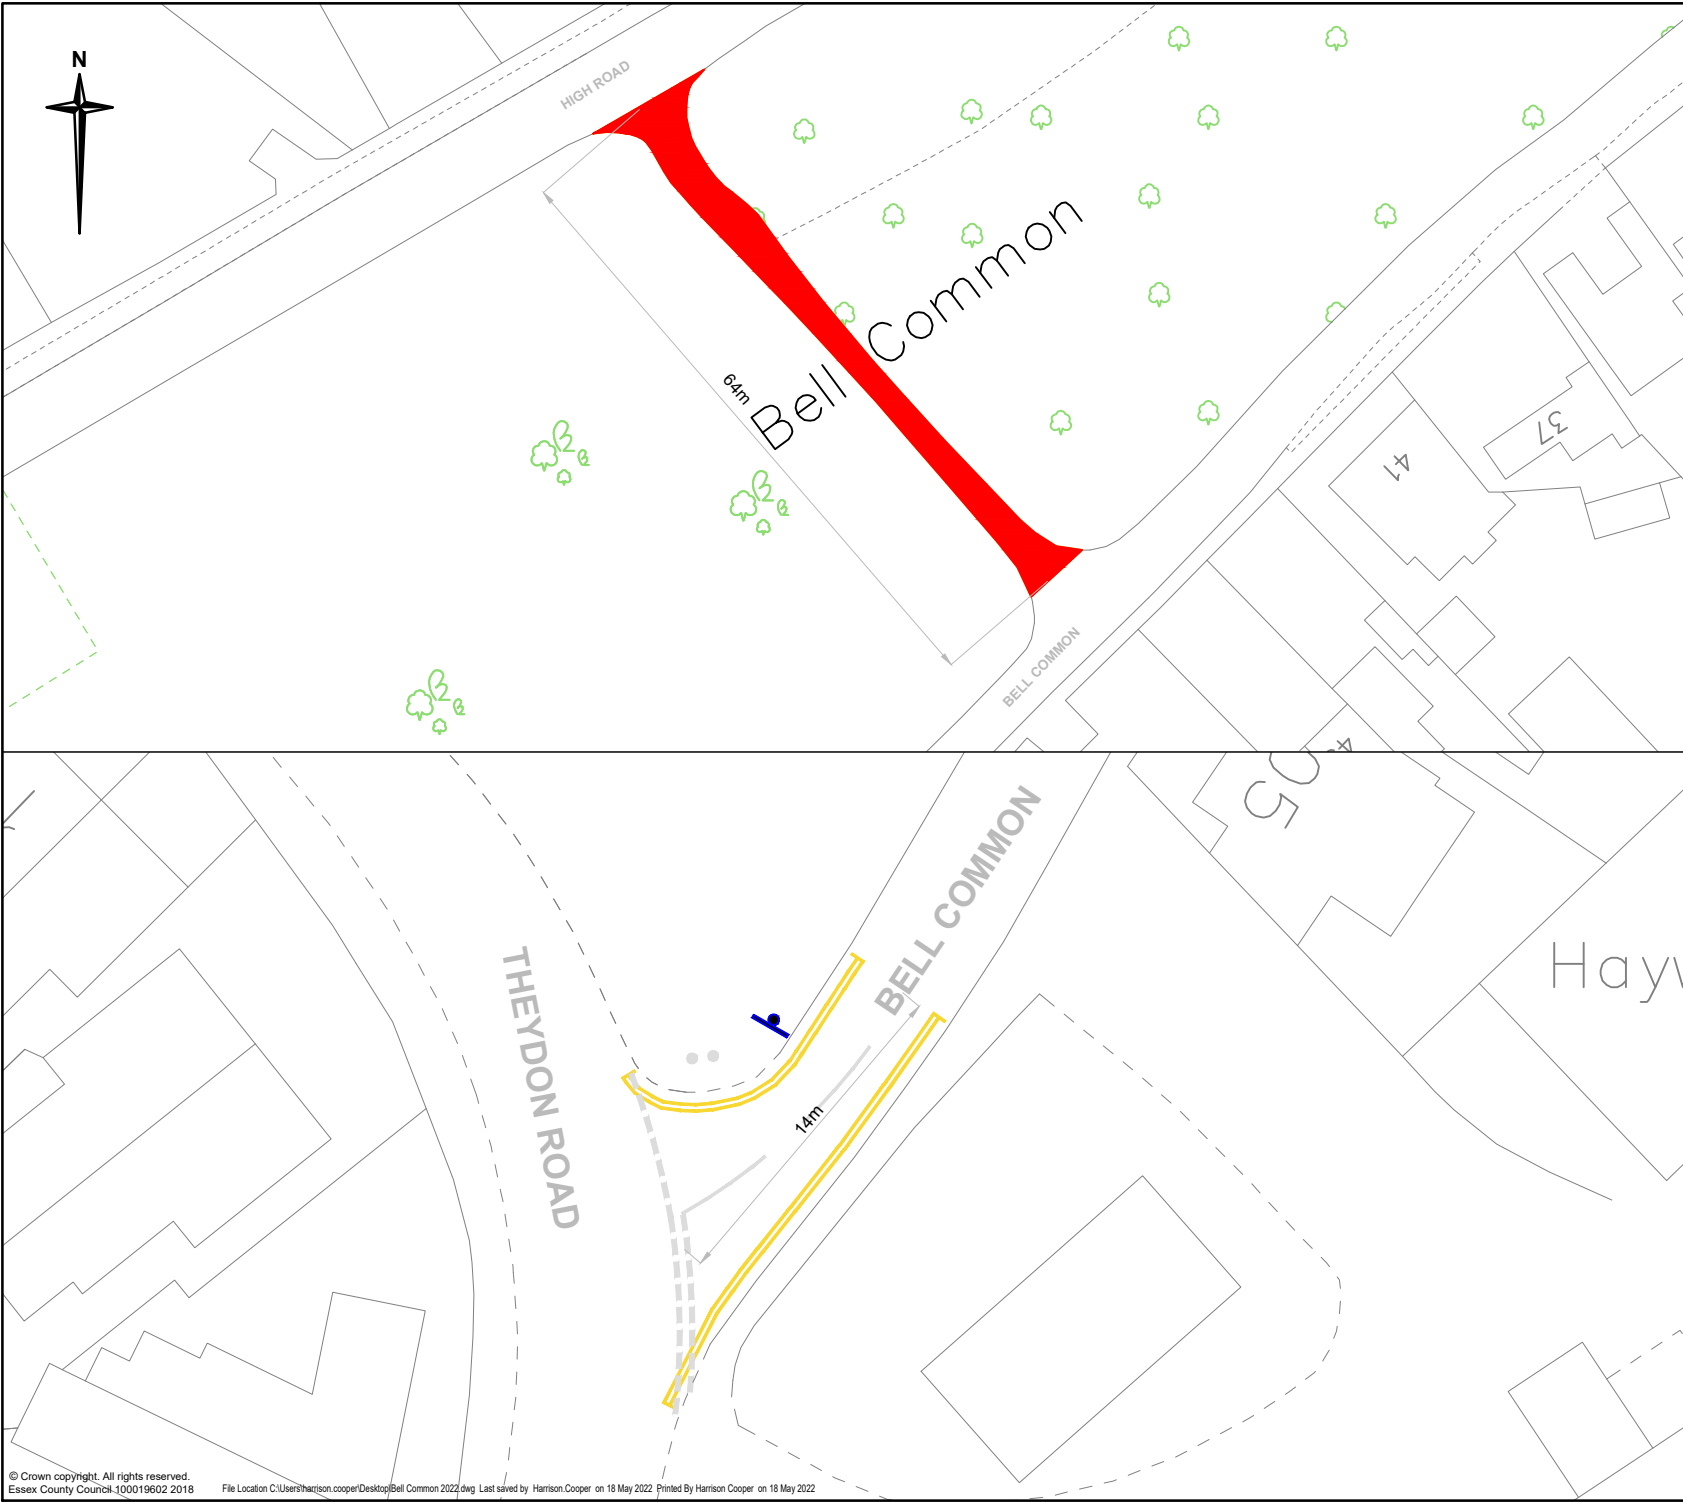 N
HIGH ROAD
Bell Common
64m
37
41
BELL COMMON
BELL COMMON
THEYDON ROAD
14m
© Crown copyright. All rights reserved.
Essex County Council 100019602 2018
File Location C:\Users\harrison.cooper\Desktop\Bell Common 2022.dwg Last saved by Harrison.Cooper on 18 May 2022 Printed By Harrison Cooper on 18 May 2022